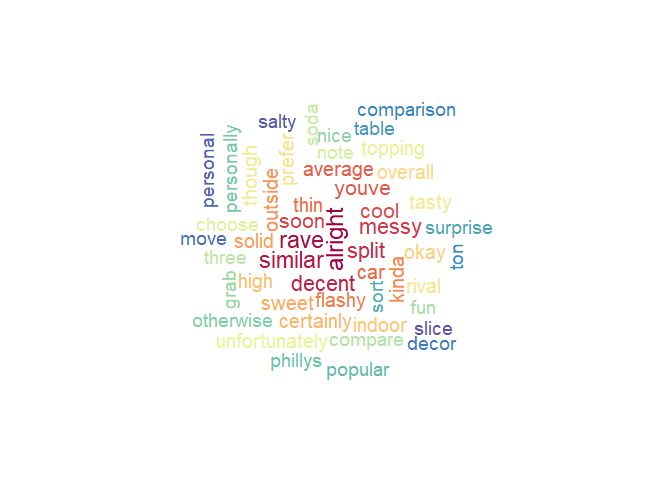 comparison
salty
soda
table
nice
personal
personally
though
prefer
note
topping
average
overall
outside
youve
thin
tasty
choose
soon
cool
alright
messy
surprise
move
solid
rave
split
okay
ton
three
similar
car
kinda
grab
high
decent
sort
rival
sweet
flashy
fun
otherwise
certainly
indoor
slice
unfortunately
compare
decor
phillys
popular